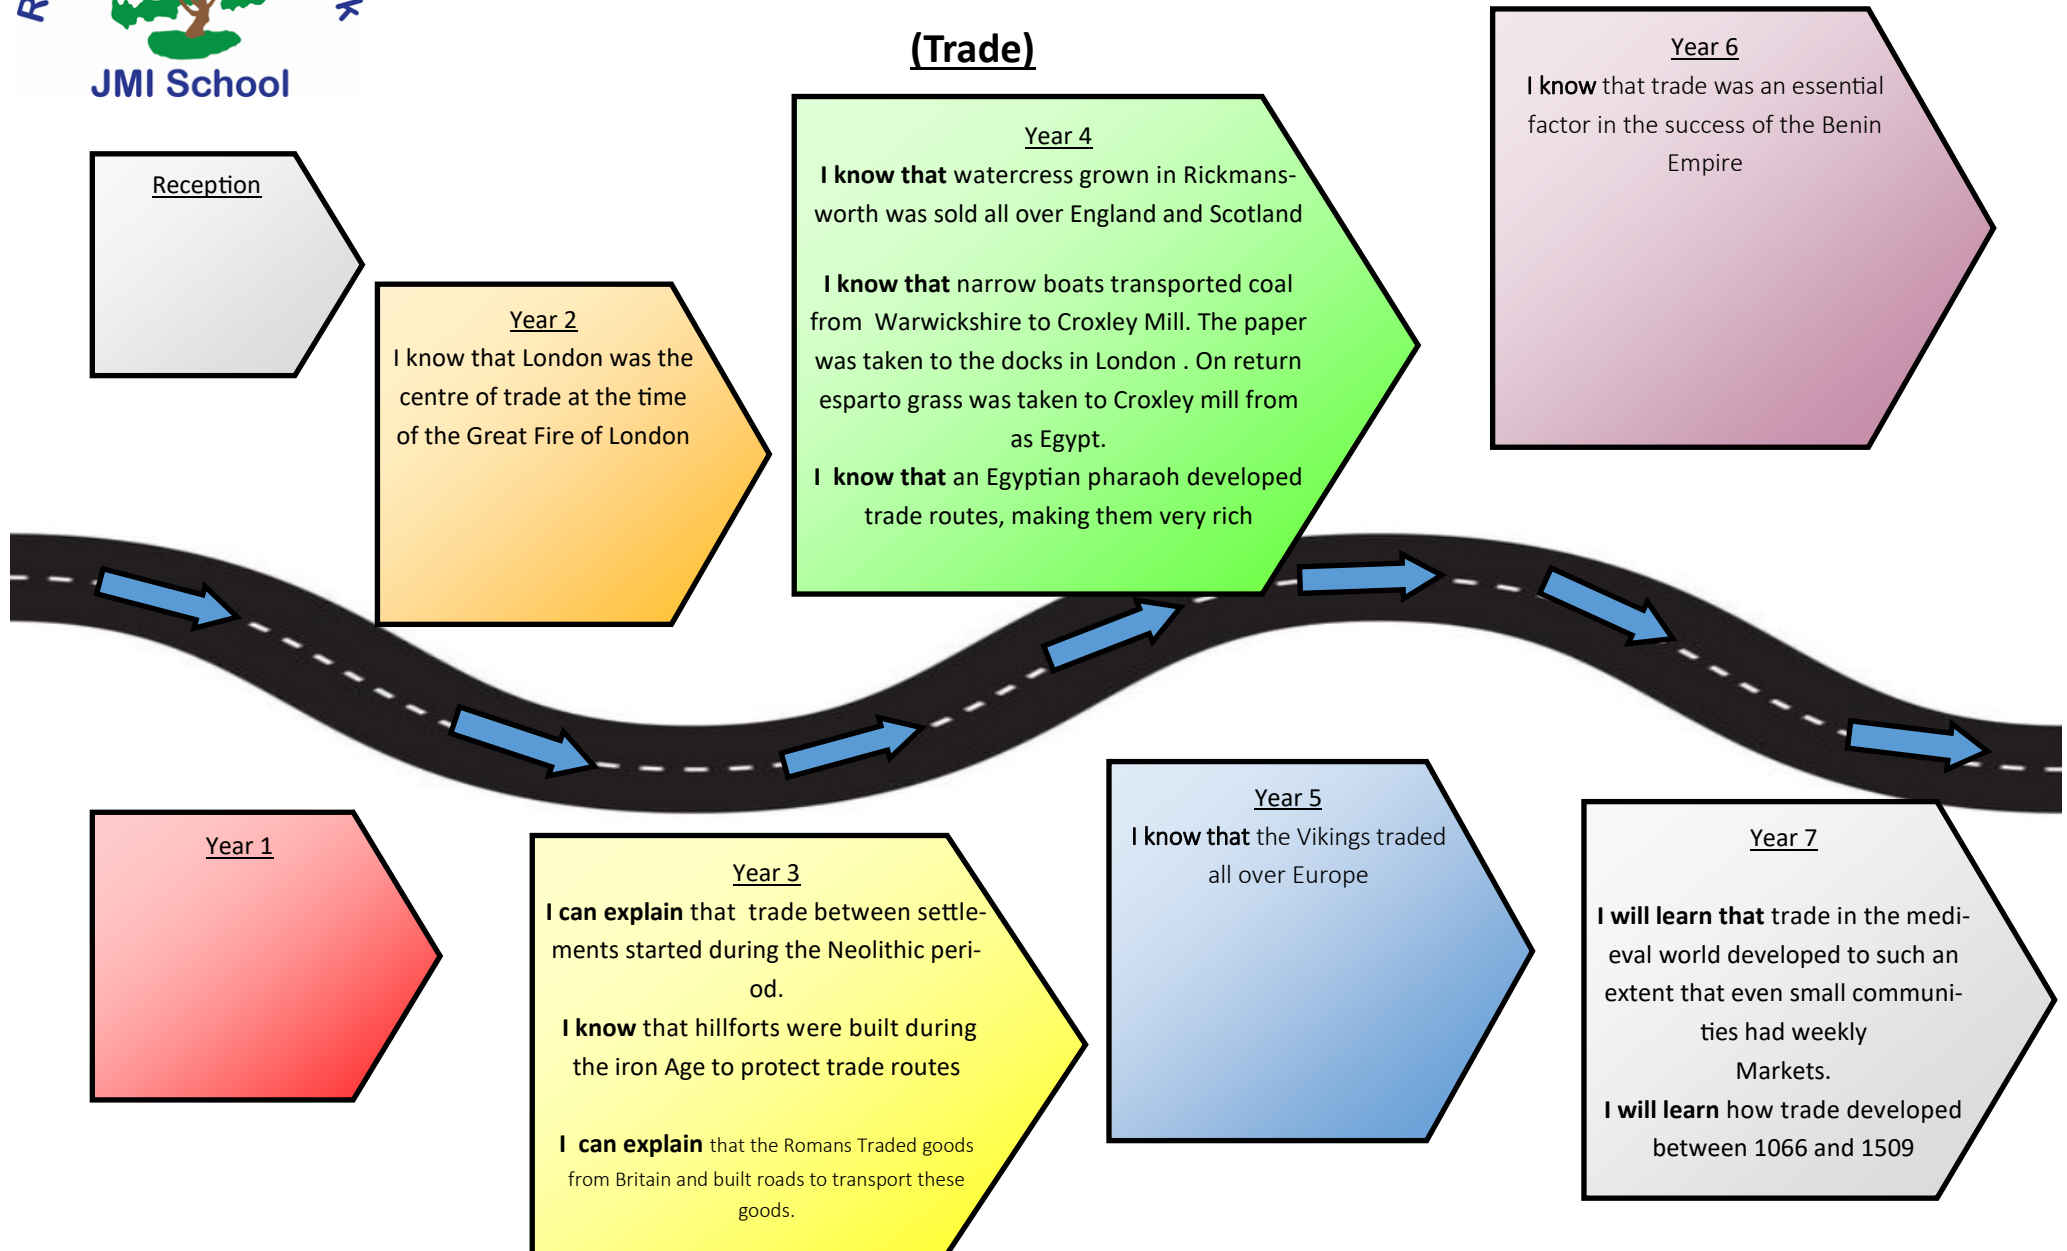 JMI School
(Trade)
Reception
Year 2
I know that London was the
centre of trade at the time
of the Great Fire of London
Year 4
I know that watercress grown in Rickmans-
worth was sold all over England and Scotland
I know that narrow boats transported coal
from Warwickshire to Croxley Mill. The paper
was taken to the docks in London . On return
esparto grass was taken to Croxley mill from
as Egypt.
I know that an Egyptian pharaoh developed
trade routes, making them very rich
Year 6
I know that trade was an essential
factor in the success of the Benin
Empire
Year 1
Year 3
I can explain that trade between settle-
ments started during the Neolithic peri-
od.
I know that hillforts were built during
the iron Age to protect trade routes
I can explain that the Romans Traded goods
from Britain and built roads to transport these
goods.
Year 5
I know that the Vikings traded
all over Europe
Year 7
I will learn that trade in the medi-
eval world developed to such an
extent that even small communi-
ties had weekly
Markets.
I will learn how trade developed
between 1066 and 1509